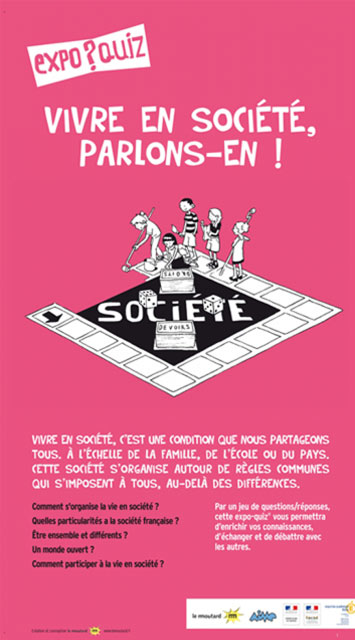 expo?quiz
VIVRE EN SOCIÉTÉ,
PARLONS-EN !
DROITS
SOCIÉTÉ
DEVOIRS
VIVRE EN SOCIÉTÉ, C'EST UNE CONDITION QUE NOUS PARTAGEONS
TOUS. À L'ÉCHELLE DE LA FAMILLE, DE L'ÉCOLE OU DU PAYS.
CETTE SOCIÉTÉ S'ORGANISE AUTOUR DE RÈGLES COMMUNES
QUI S'IMPOSENT À TOUS, AU-DELÀ DES DIFFÉRENCES.
Comment s'organise la vie en société ?
Quelles particularités a la société française ?
Être ensemble et différents ?
Un monde ouvert ?
Comment participer à la vie en société ?
Par un jeu de questions/réponses,
cette expo-quiz® vous permettra
d'enrichir vos connaissances,
d'échanger et de débattre avec
les autres.
le moutard
le moutard